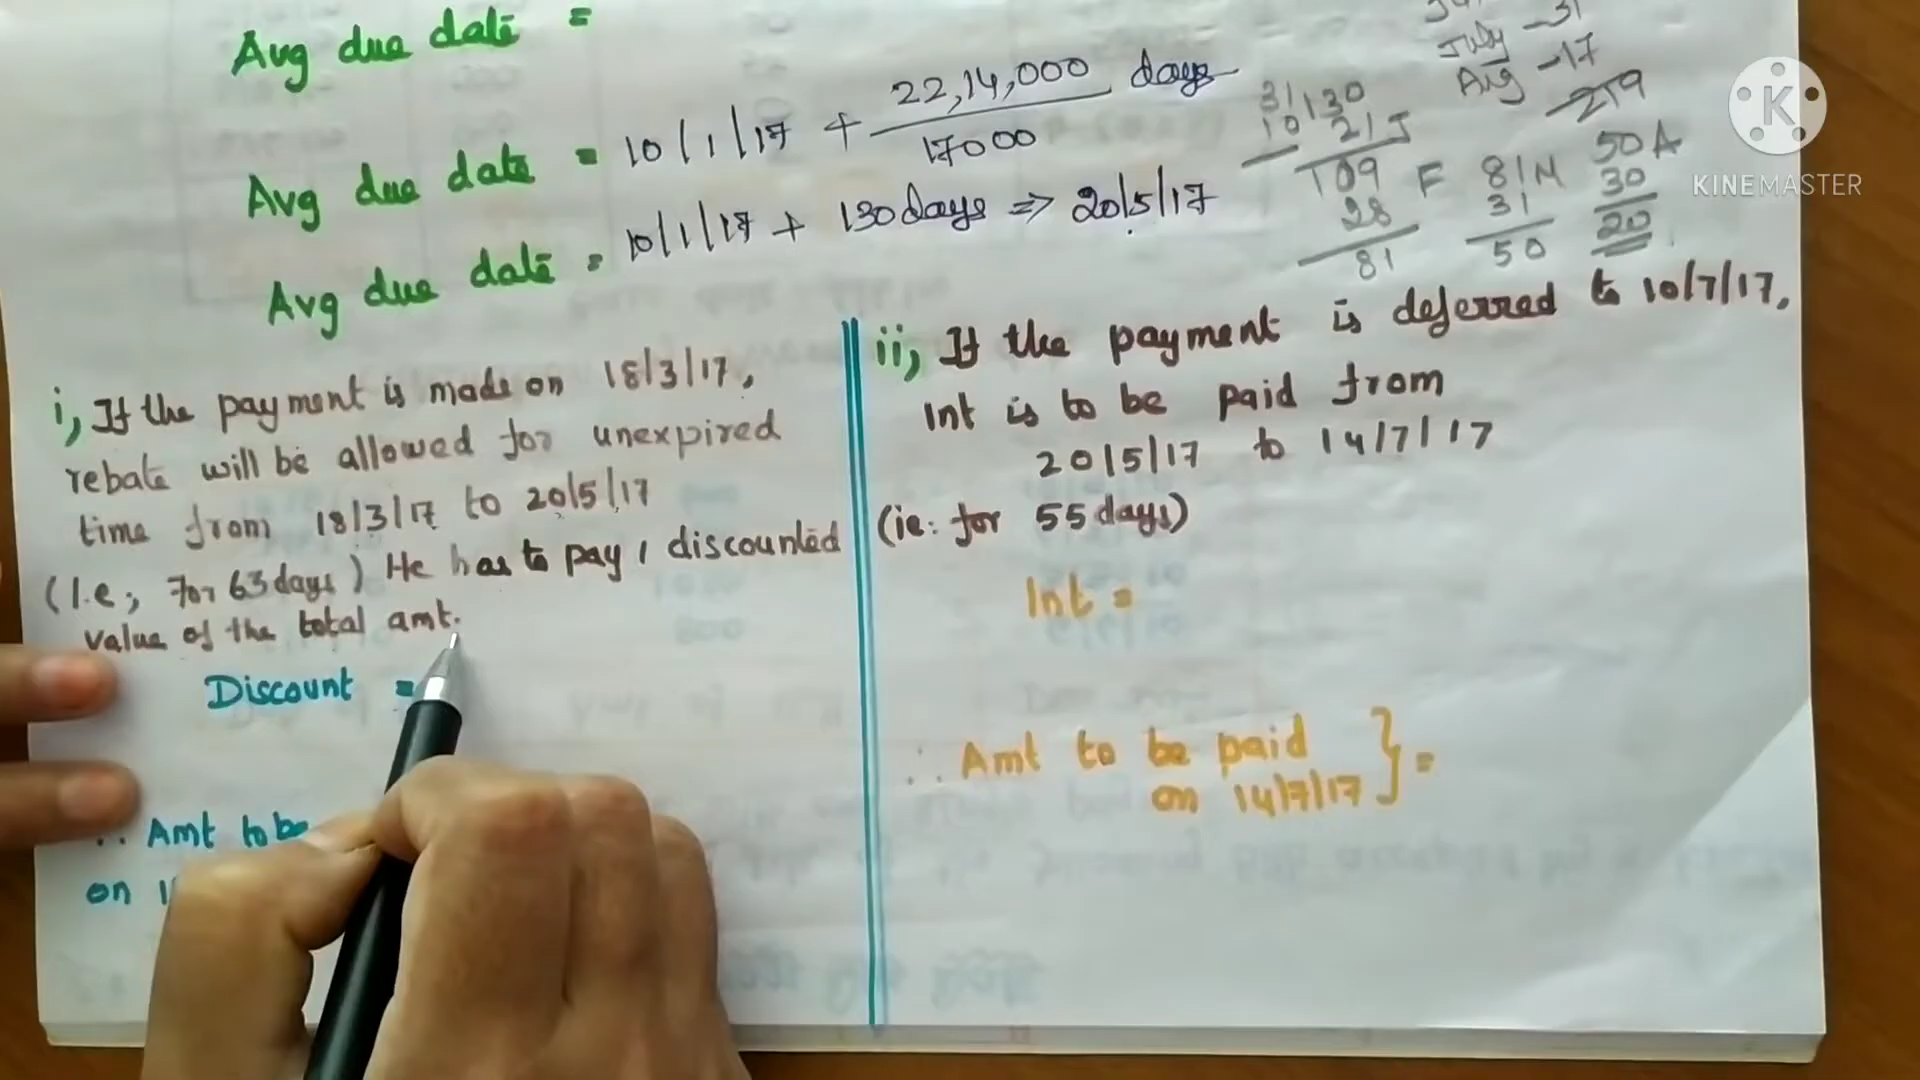 Avg due date =
Avg due date = 10/1/17 + 22,14,000 days
17000
Avg due date = 10/1/17 + 130 days ⇒ 20/5/17
July - 31
Aug - 17
219
31 130
10 21 J
109 F 81 M 50 A
28 31 30
81 50 20
KINEMASTER
i, If the payment is made on 18/3/17,
rebate will be allowed for unexpired
time from 18/3/17 to 20/5/17
(I.e, for 63 days) He has to pay, discounted
value of the total amt.
Discount =
∴ Amt to be
on
ii, If the payment is deferred to 10/7/17,
Int is to be paid from
20/5/17 to 14/7/17
(ie: for 55 days)
Int =
∴ Amt to be paid } =
on 14/7/17